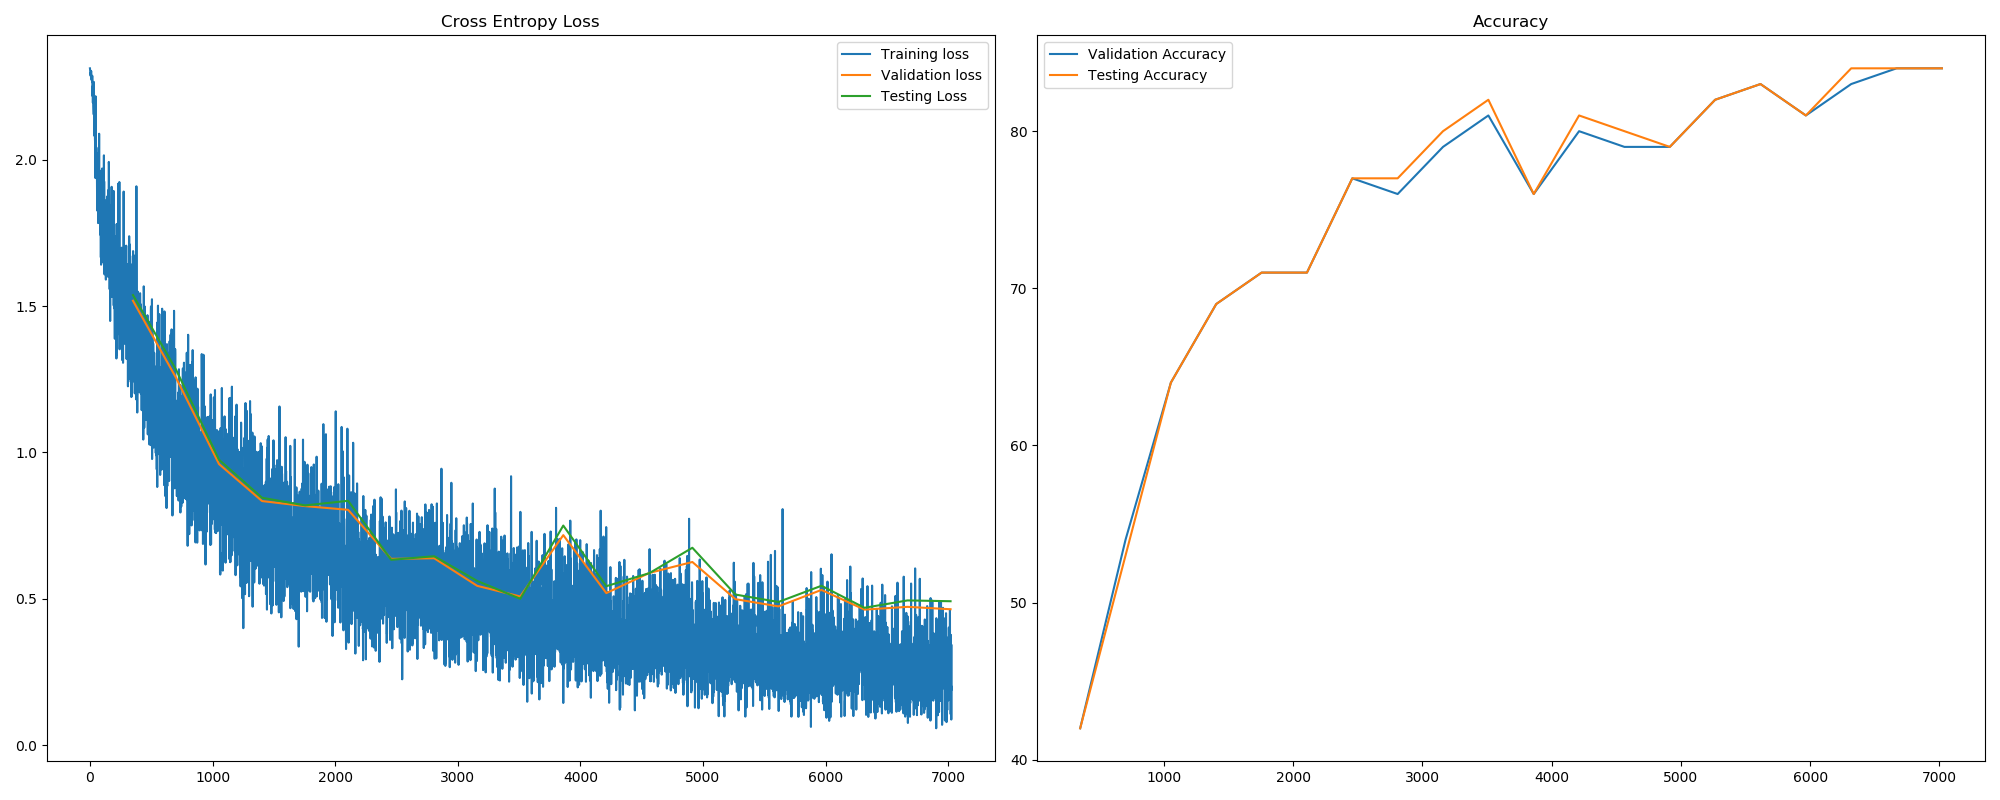 Cross Entropy Loss
Training loss
Validation loss
Testing Loss
2.0
1.5
1.0
0.5
0.0
0 1000 2000 3000 4000 5000 6000 7000
Accuracy
Validation Accuracy
Testing Accuracy
80
70
60
50
40
1000 2000 3000 4000 5000 6000 7000